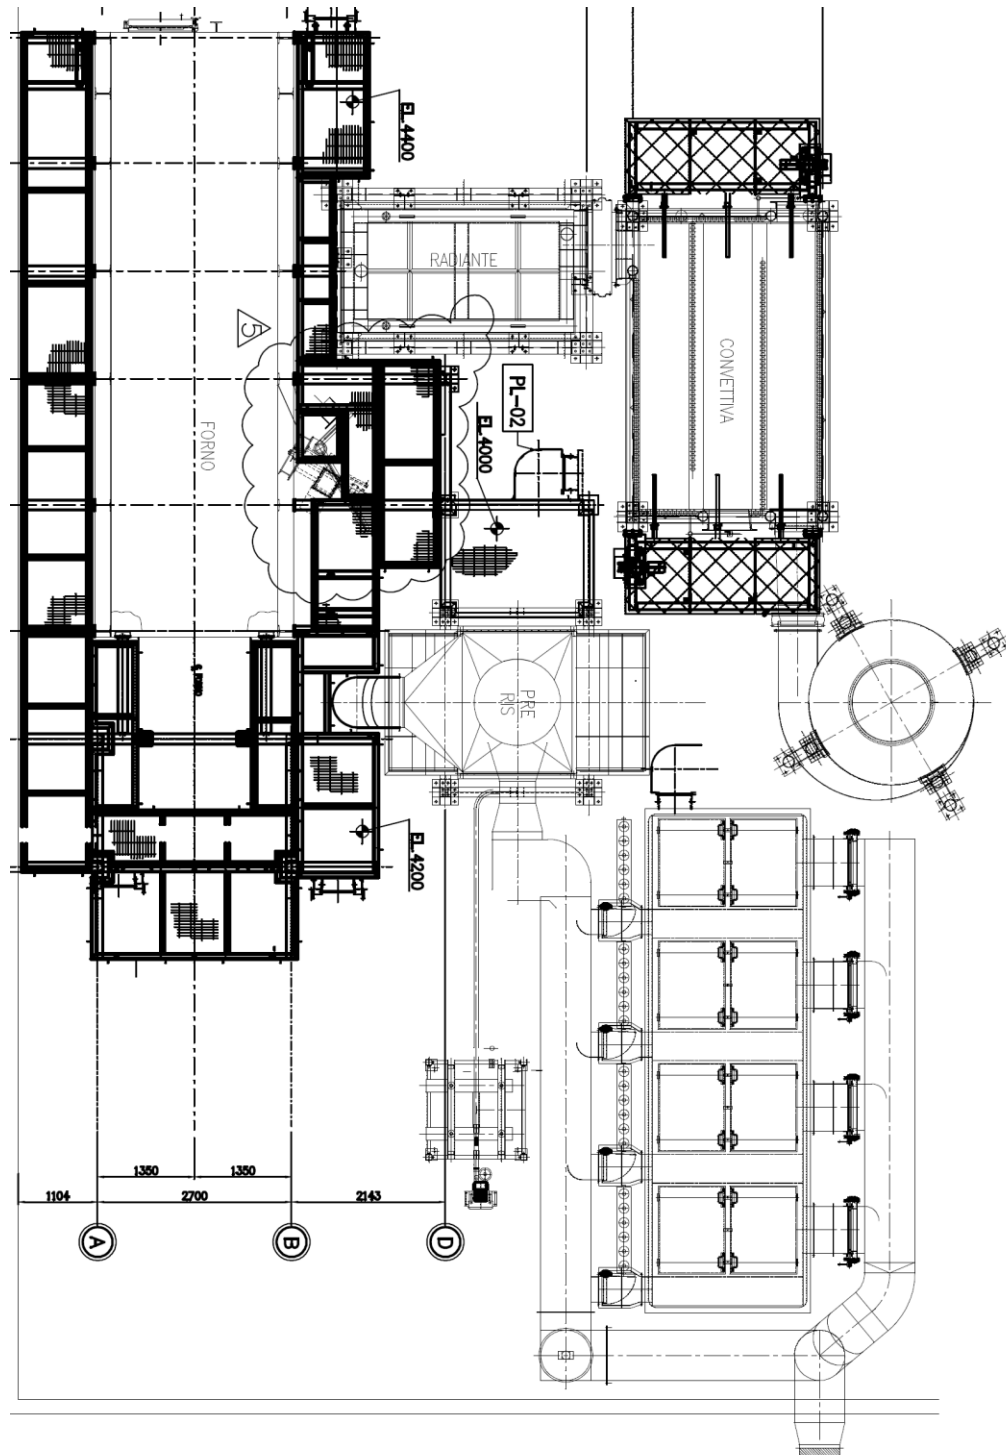 EL 4400
RADIANTE
5
PL-02
CONVETTIVA
EL 4000
FORNO
PRE
RIS
EL 4200
1350
1350
1104
2700
2143
A
B
D